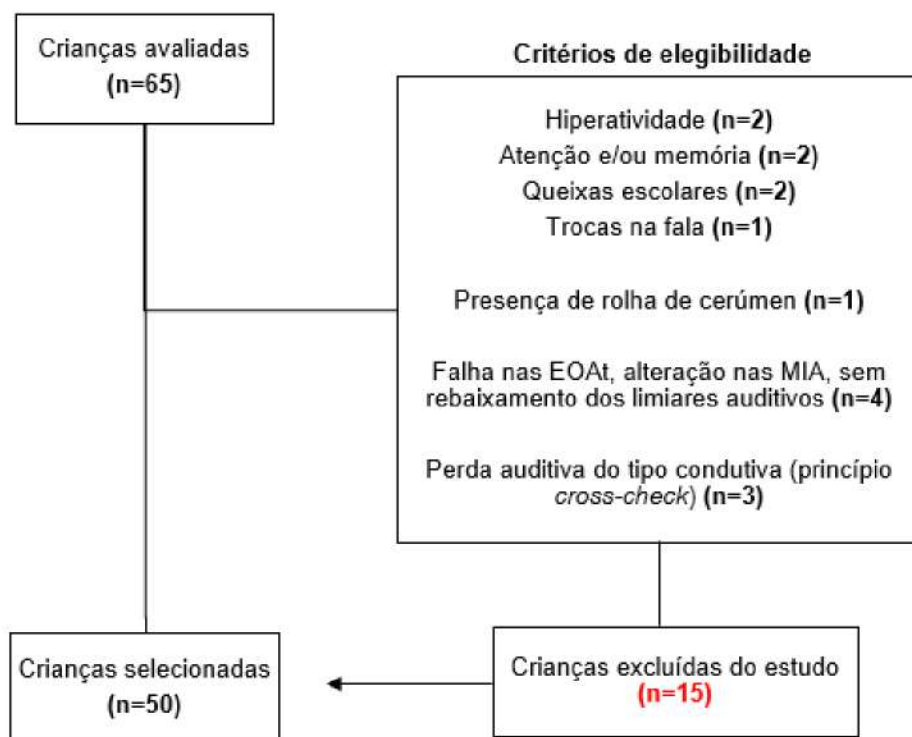 Crianças avaliadas
(n=65)
Critérios de elegibilidade
Hiperatividade (n=2)
Atenção e/ou memória (n=2)
Queixas escolares (n=2)
Trocas na fala (n=1)
Presença de rolha de cerúmen (n=1)
Falha nas EOAt, alteração nas MIA, sem
rebaixamento dos limiares auditivos (n=4)
Perda auditiva do tipo condutiva (princípio
cross-check) (n=3)
Crianças selecionadas
(n=50)
Crianças excluídas do estudo
(n=15)